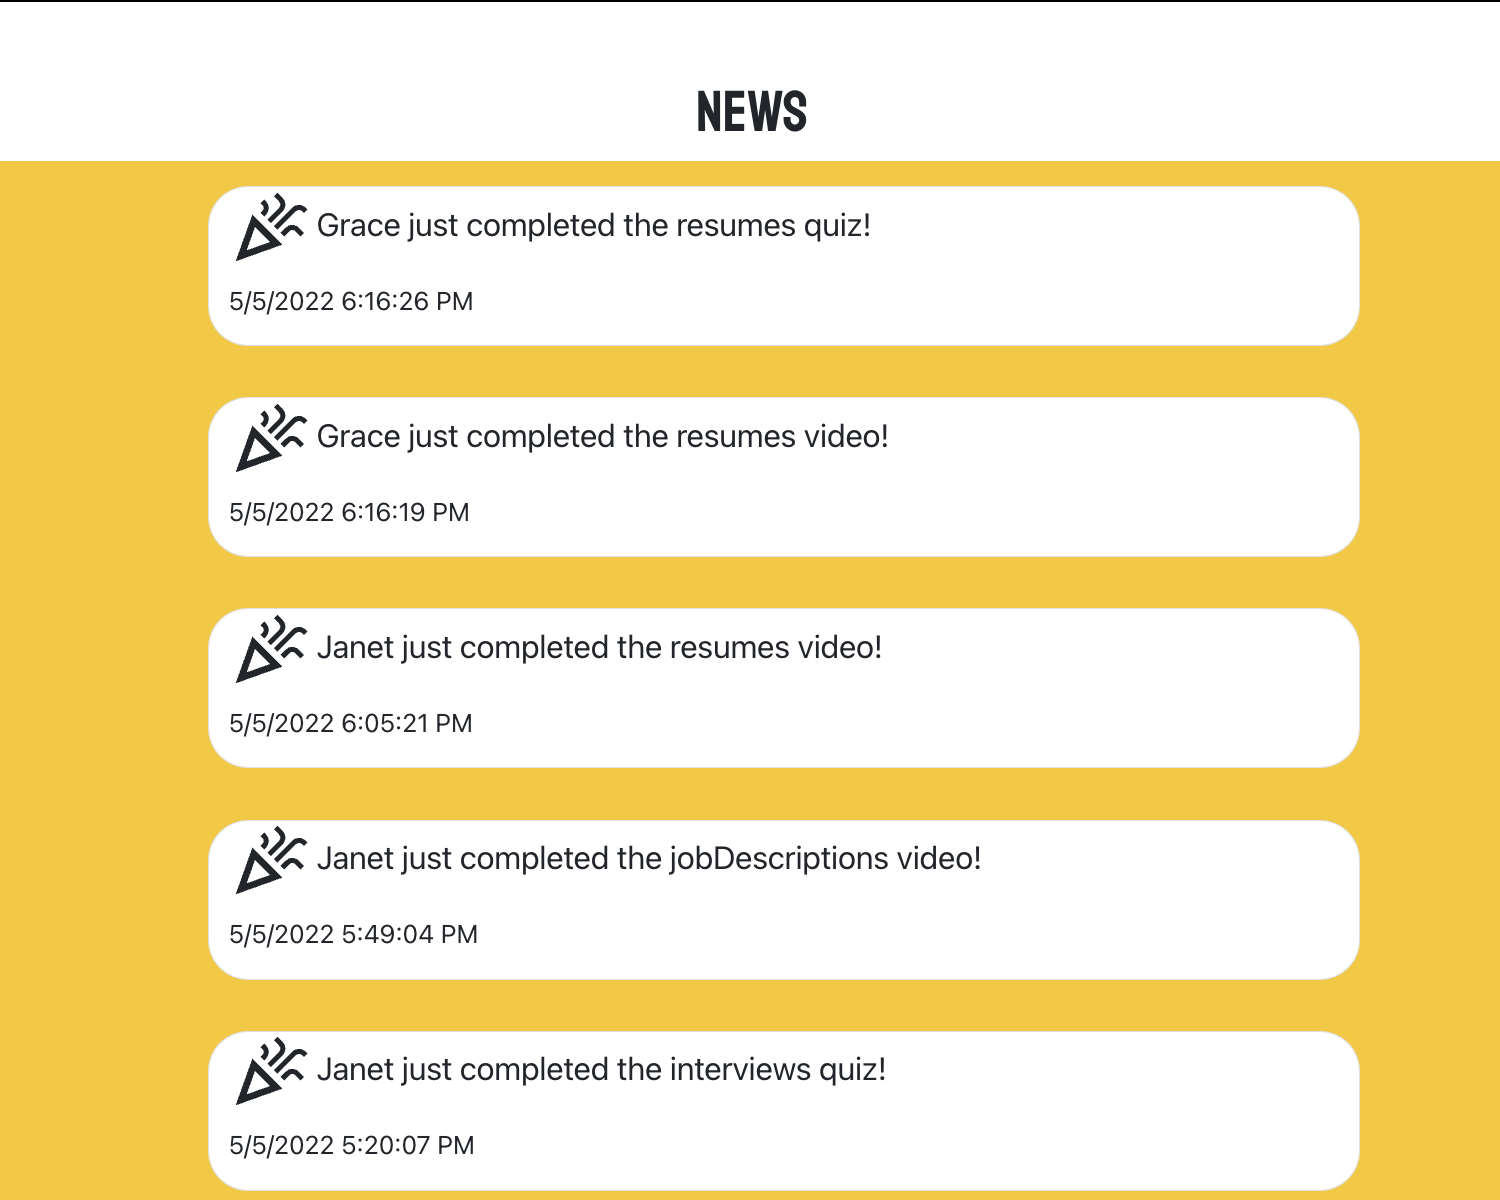 NEWS
Grace just completed the resumes quiz!
5/5/2022 6:16:26 PM
Grace just completed the resumes video!
5/5/2022 6:16:19 PM
Janet just completed the resumes video!
5/5/2022 6:05:21 PM
Janet just completed the jobDescriptions video!
5/5/2022 5:49:04 PM
Janet just completed the interviews quiz!
5/5/2022 5:20:07 PM